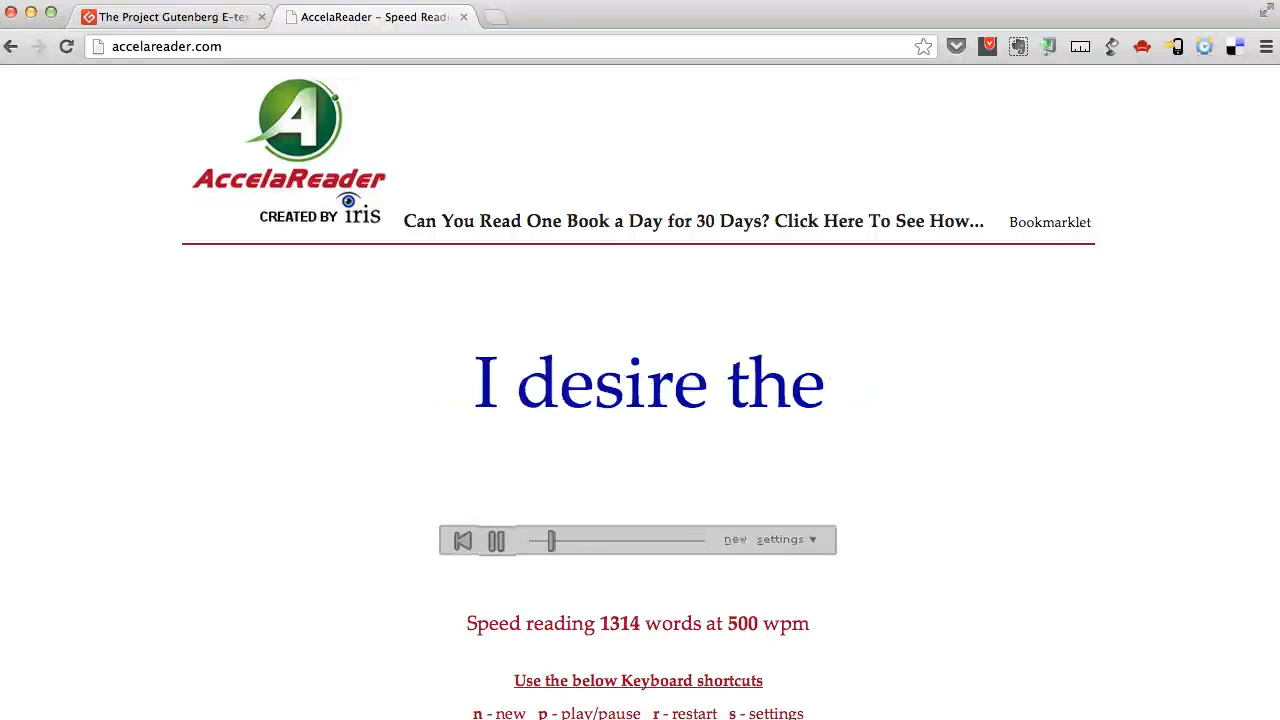 The Project Gutenberg E-tex
AccelaReader – Speed Readi
accelareader.com
A
AccelaReader
CREATED BY iris
Can You Read One Book a Day for 30 Days? Click Here To See How...
Bookmarklet
I desire the
new settings ▼
Speed reading 1314 words at 500 wpm
Use the below Keyboard shortcuts
n - new p - play/pause r - restart s - settings